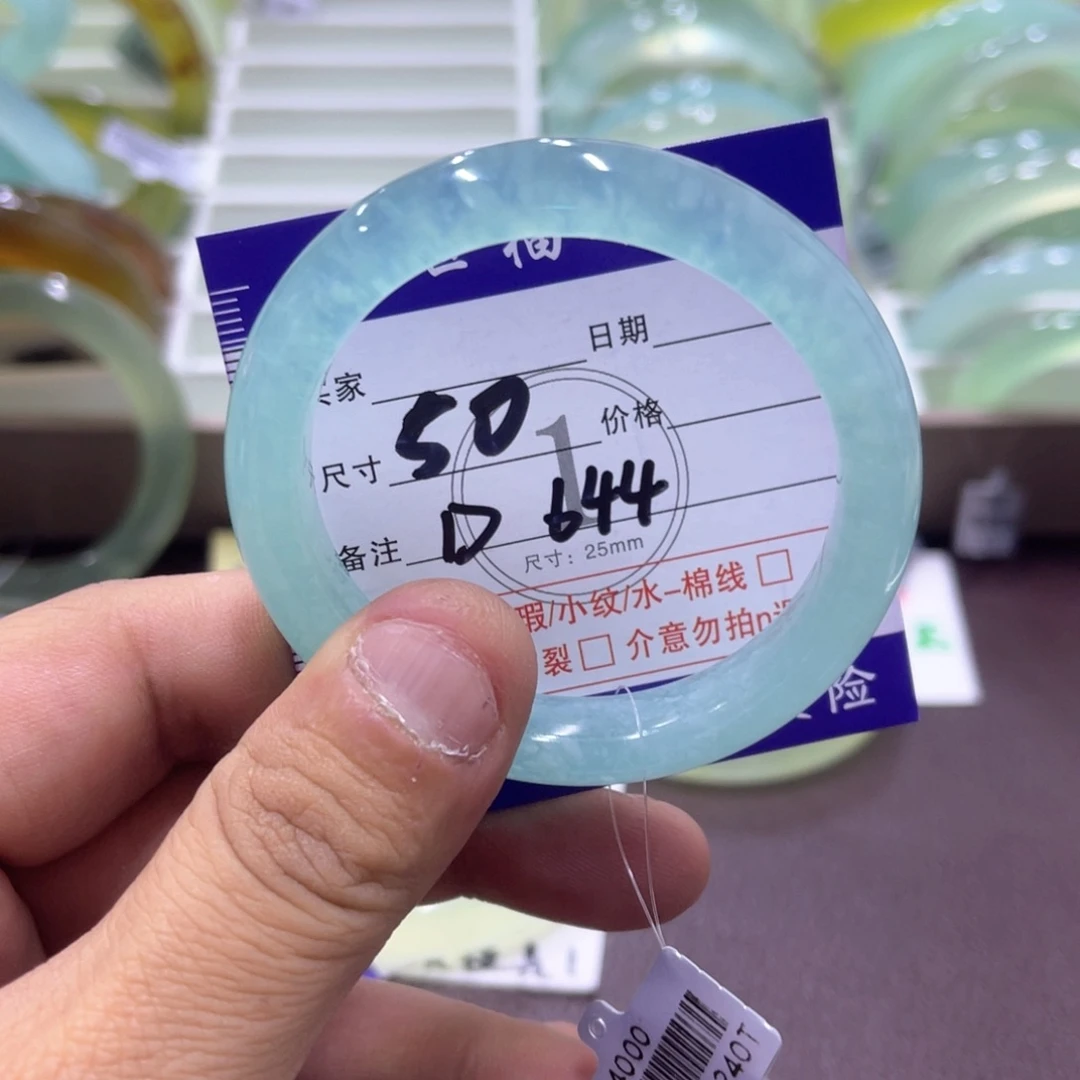 福
日期
家
50
价格
尺寸
D 644
备注
1
尺寸：25mm
瑕/小纹/水-棉线 □
裂□ 介意勿拍
险
4000
240T